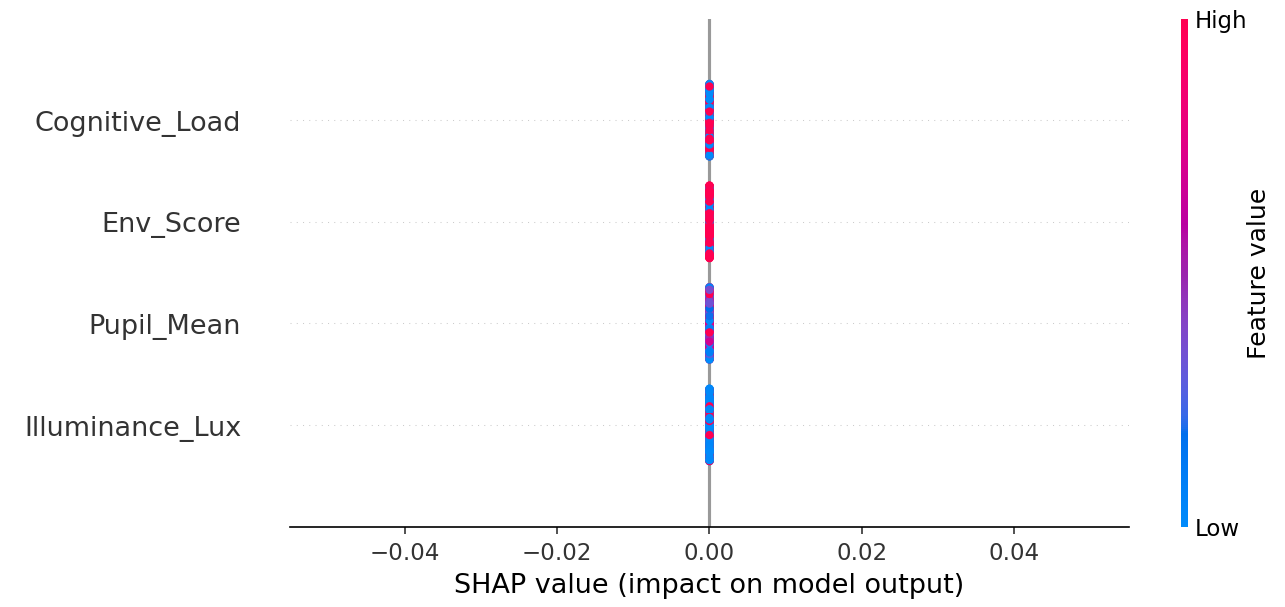 High
Cognitive_Load
Env_Score
Pupil_Mean
Illuminance_Lux
Feature value
Low
−0.04 −0.02 0.00 0.02 0.04
SHAP value (impact on model output)